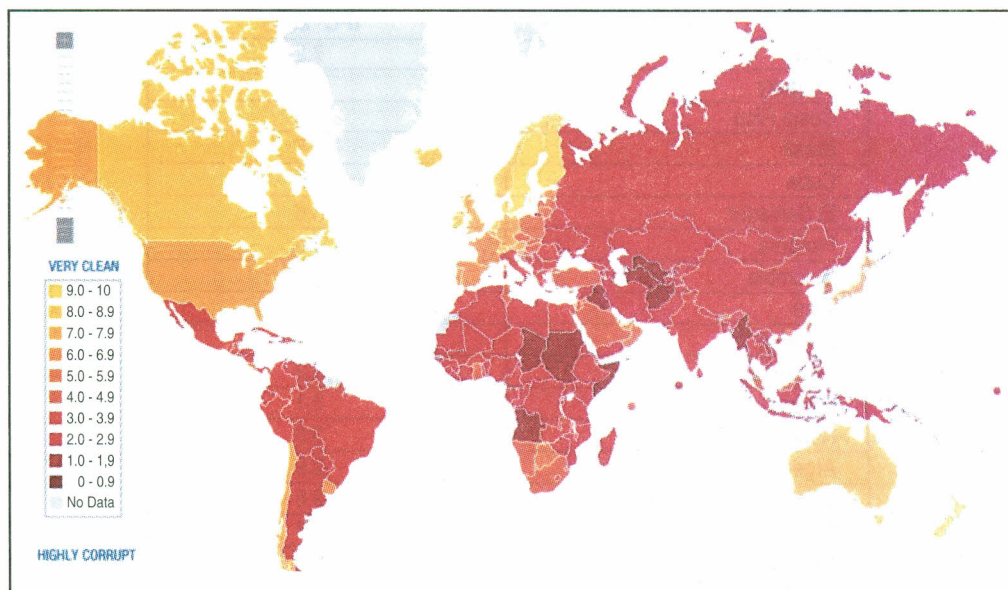 VERY CLEAN
9.0 - 10
8.0 - 8.9
7.0 - 7.9
6.0 - 6.9
5.0 - 5.9
4.0 - 4.9
3.0 - 3.9
2.0 - 2.9
1.0 - 1,9
0 - 0.9
No Data
HIGHLY CORRUPT